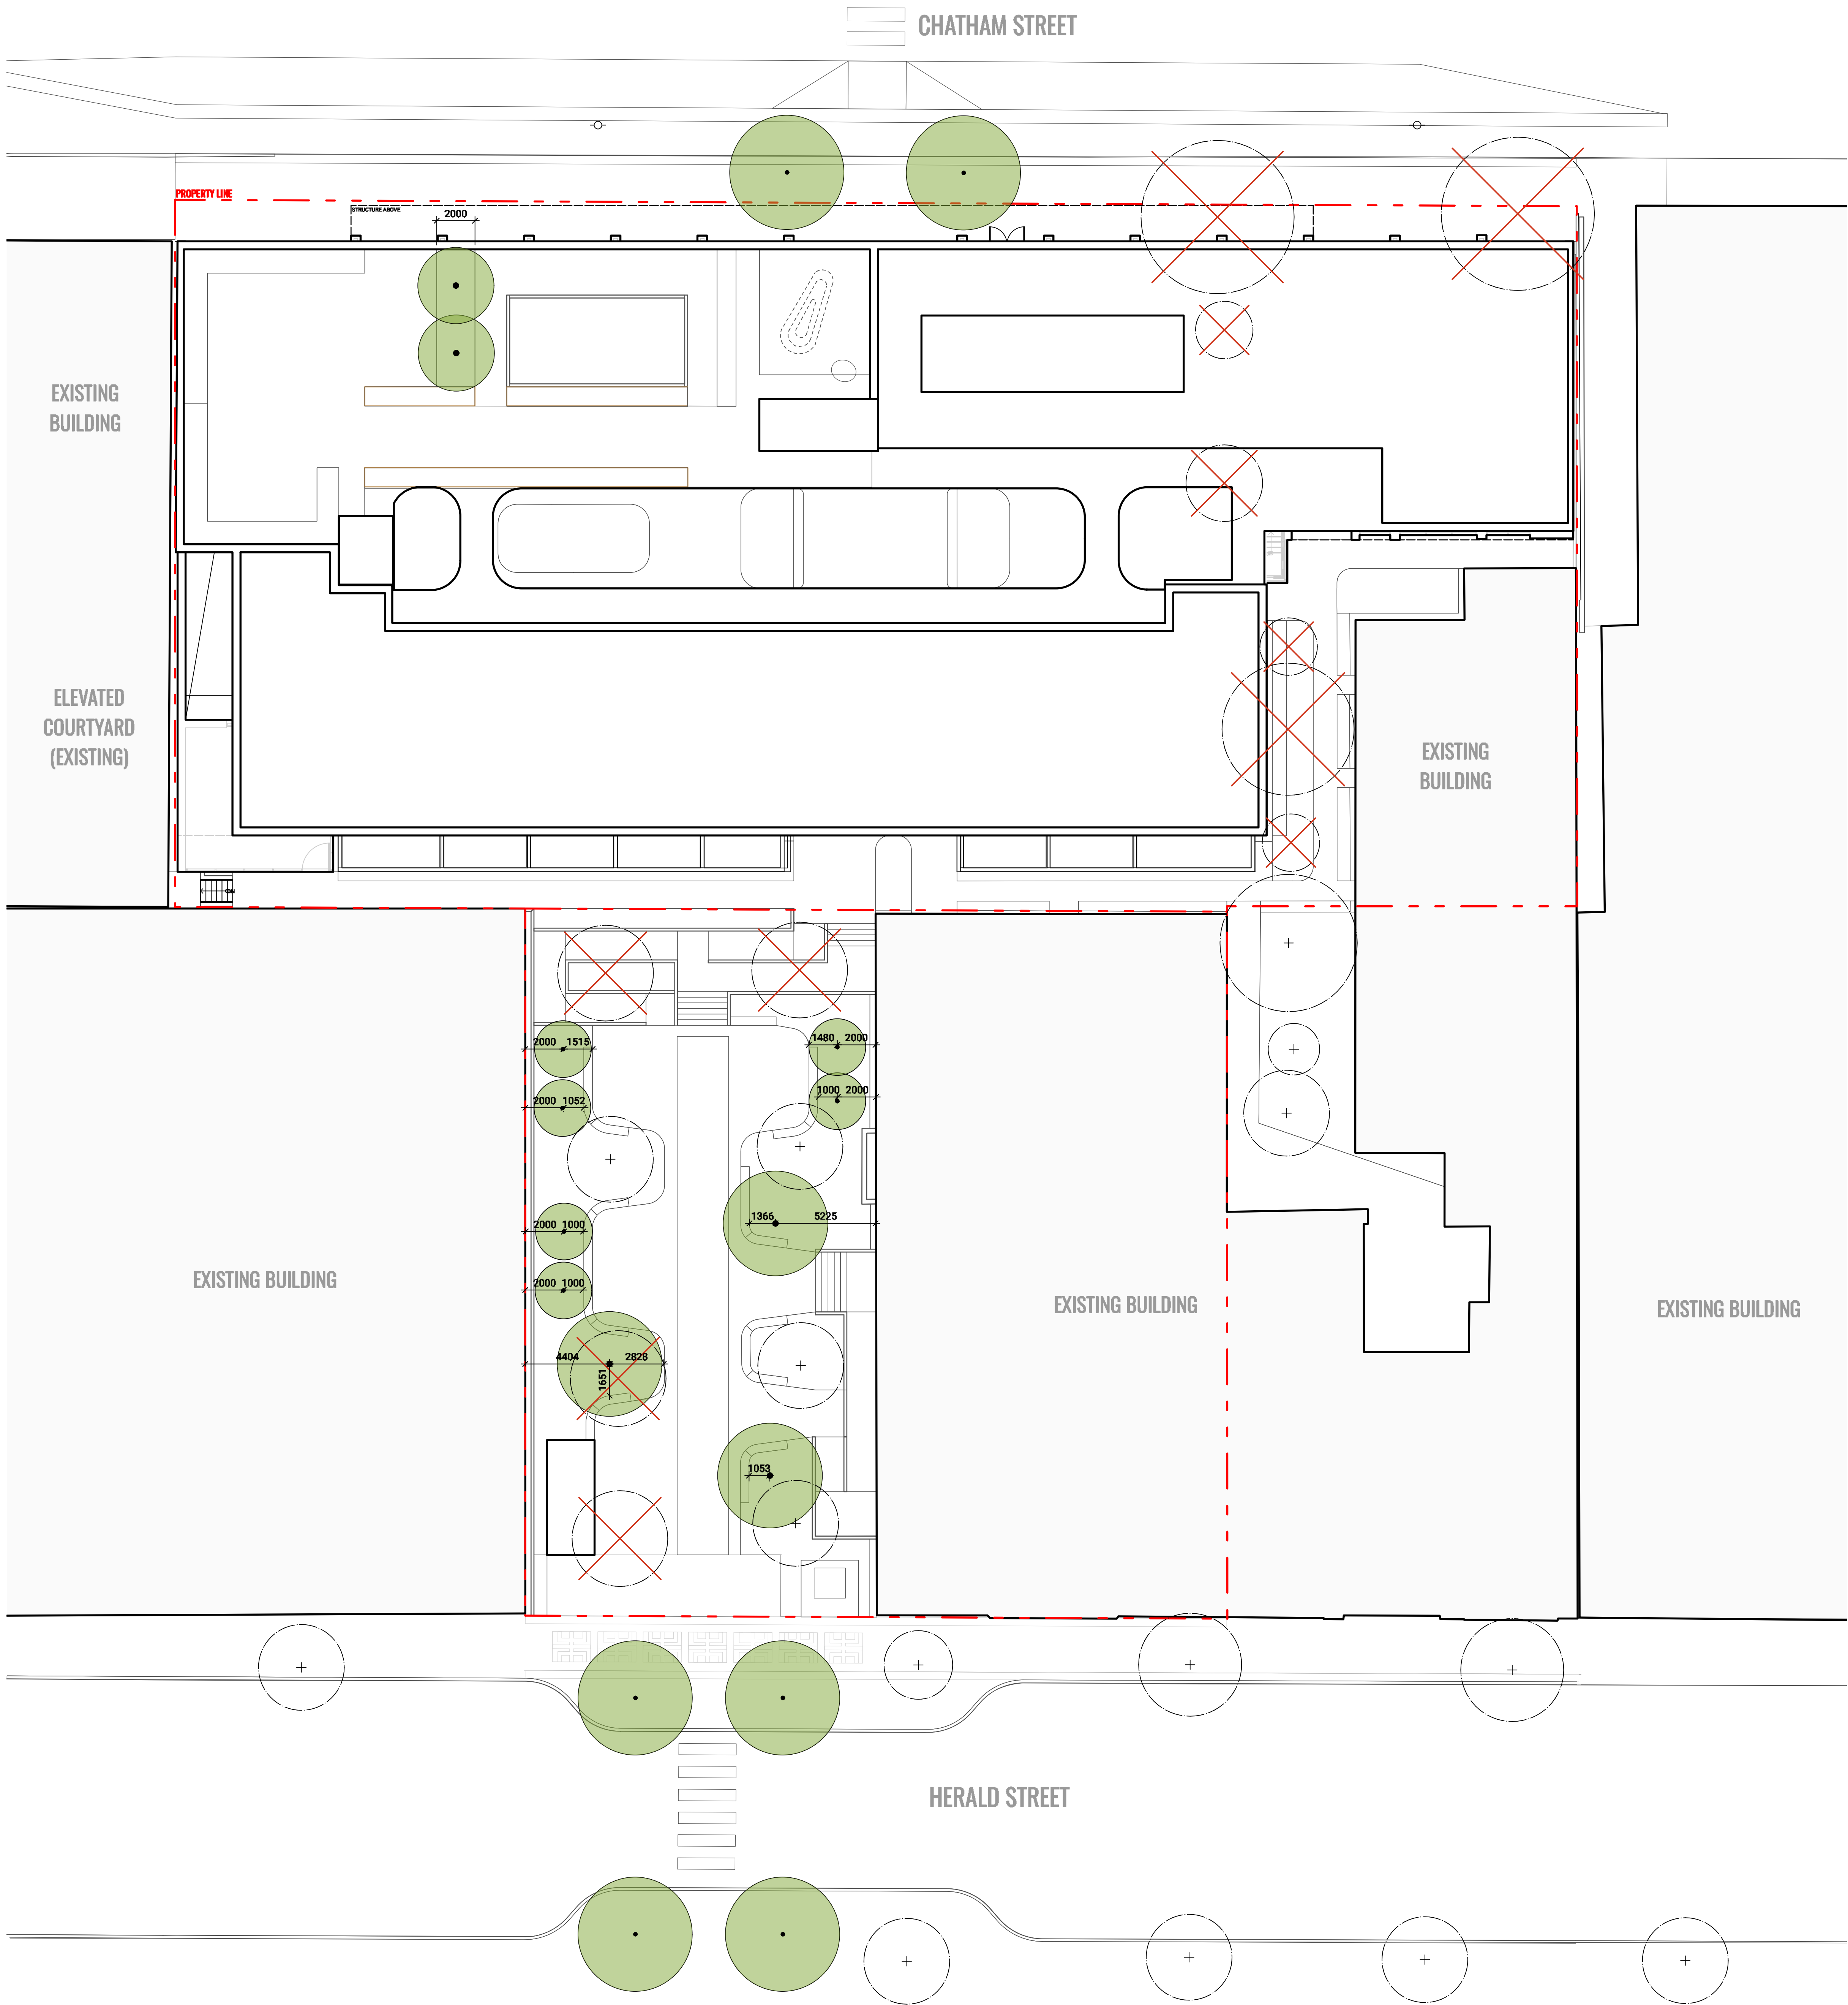 CHATHAM STREET
PROPERTY LINE
STRUCTURE ABOVE
2000
EXISTING
BUILDING
ELEVATED
COURTYARD
(EXISTING)
EXISTING
BUILDING
2000 1515
1480 2000
2000 1052
1000 2000
1366 5225
2000 1000
2000 1000
EXISTING BUILDING
EXISTING BUILDING
EXISTING BUILDING
4404 2828
1651
1053
HERALD STREET